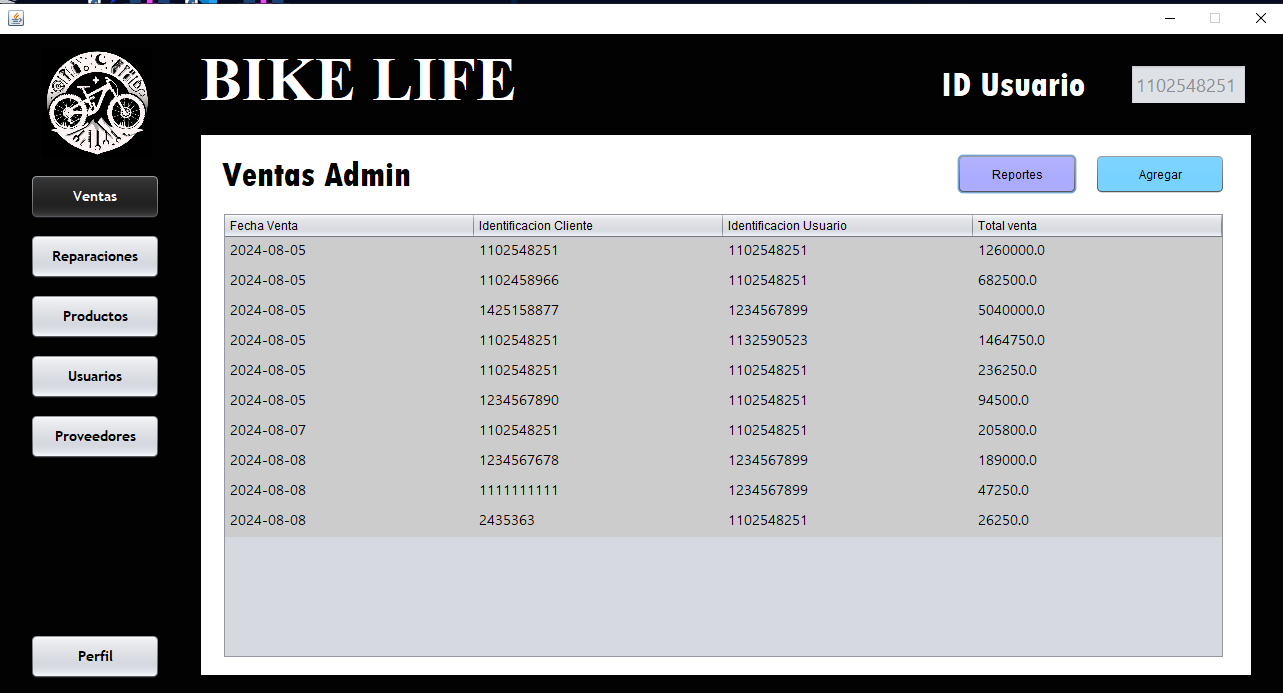 BIKE LIFE
ID Usuario 1102548251
Ventas
Reparaciones
Productos
Usuarios
Proveedores
Perfil
Ventas Admin
Reportes Agregar
Fecha Venta Identificacion Cliente Identificacion Usuario Total venta
2024-08-05 1102548251 1102548251 1260000.0
2024-08-05 1102458966 1102548251 682500.0
2024-08-05 1425158877 1234567899 5040000.0
2024-08-05 1102548251 1132590523 1464750.0
2024-08-05 1102548251 1102548251 236250.0
2024-08-05 1234567890 1102548251 94500.0
2024-08-07 1102548251 1102548251 205800.0
2024-08-08 1234567678 1234567899 189000.0
2024-08-08 1111111111 1234567899 47250.0
2024-08-08 2435363 1102548251 26250.0